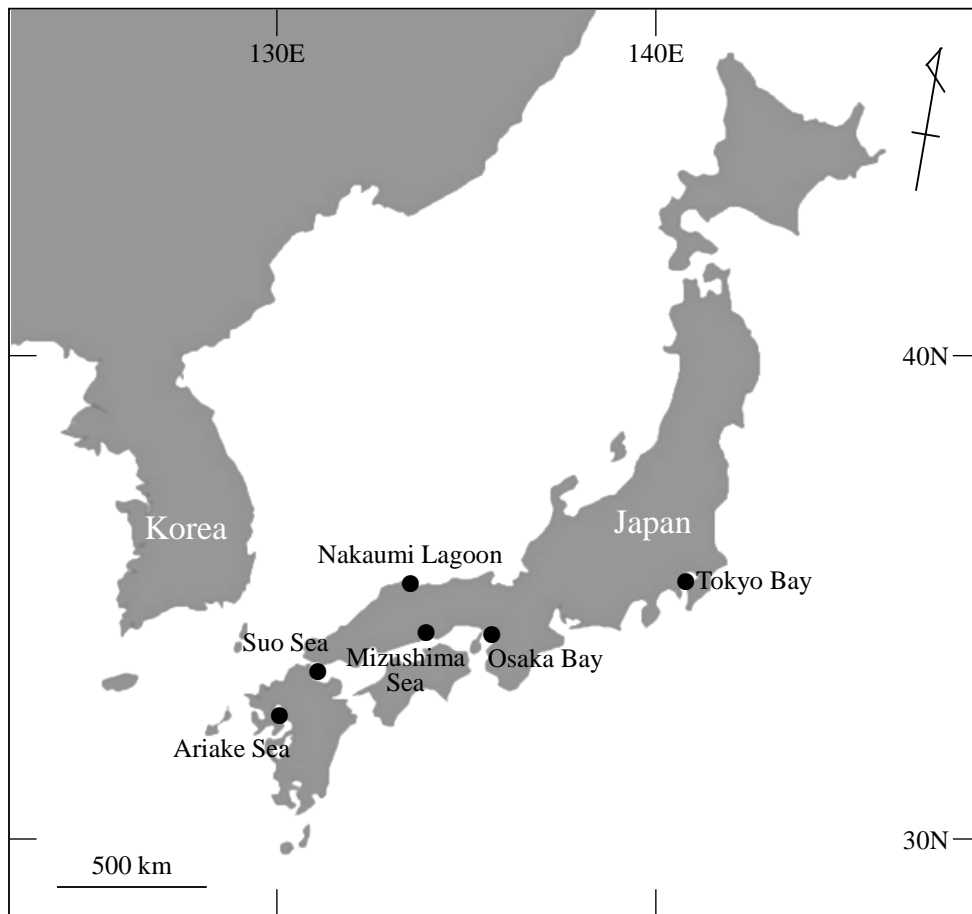 130E
140E
40N
Korea
Japan
Nakaumi Lagoon
Tokyo Bay
Suo Sea
Mizushima
Sea
Osaka Bay
Ariake Sea
30N
500 km